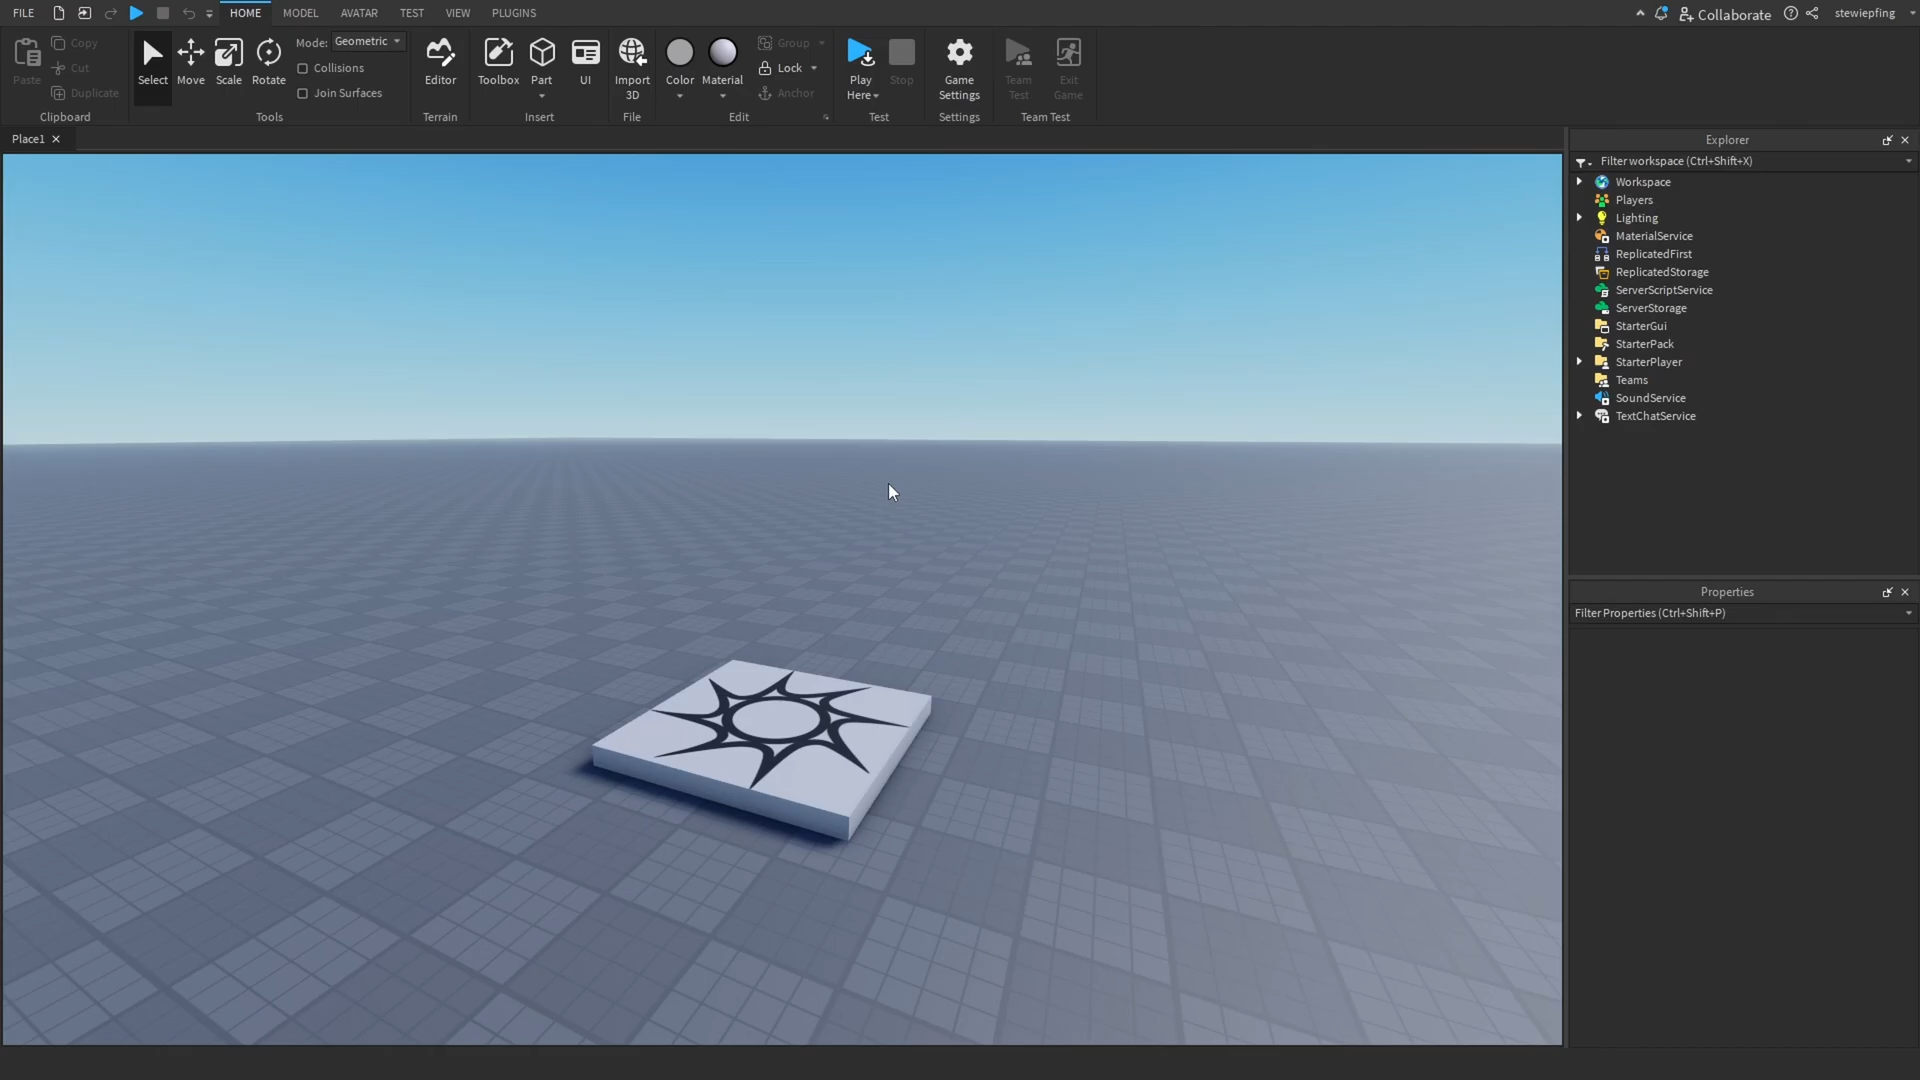 FILE HOME MODEL AVATAR TEST VIEW PLUGINS Collaborate stewiepfing
Paste Copy Cut Duplicate
Clipboard
Select Move Scale Rotate
Mode: Geometric
Collisions
Join Surfaces
Tools
Editor
Terrain
Toolbox Part UI
Insert
Import 3D
File
Color Material
Group
Lock
Anchor
Edit
Play Here Stop
Test
Game Settings
Settings
Team Test
Exit Game
Team Test
Place1
Explorer
Filter workspace (Ctrl+Shift+X)
Workspace
Players
Lighting
MaterialService
ReplicatedFirst
ReplicatedStorage
ServerScriptService
ServerStorage
StarterGui
StarterPack
StarterPlayer
Teams
SoundService
TextChatService
Properties
Filter Properties (Ctrl+Shift+P)